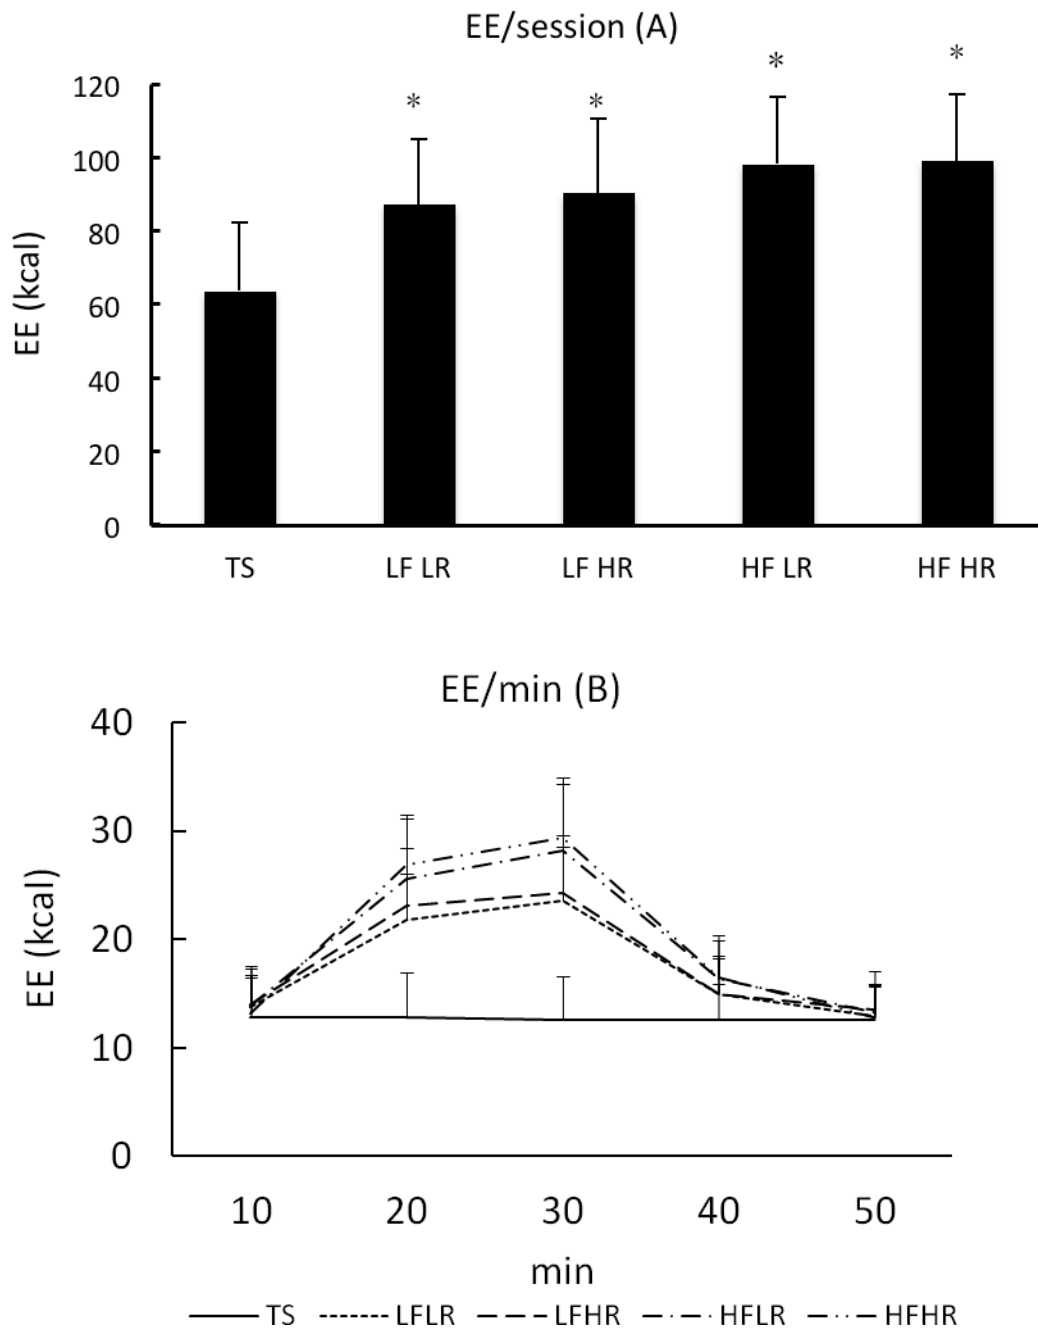 EE/session (A)
EE (kcal)
120
100
80
60
40
20
0
* * * *
TS LF LR LF HR HF LR HF HR
EE/min (B)
EE (kcal)
40
30
20
10
0
10 20 30 40 50
min
TS LFLR LFHR HFLR HFHR